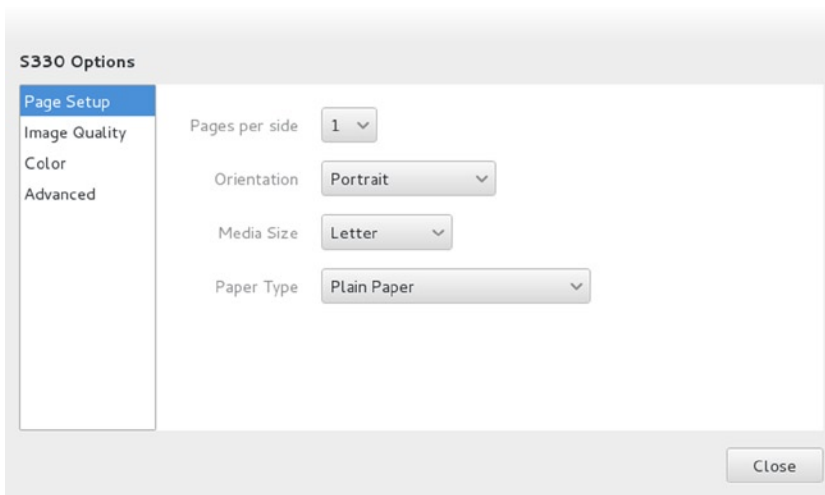 S330 Options
Page Setup
Image Quality
Color
Advanced
Pages per side 1
Orientation Portrait
Media Size Letter
Paper Type Plain Paper
Close